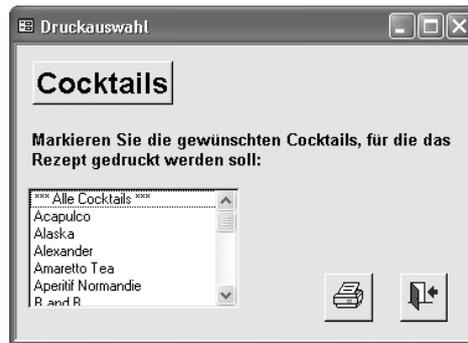 Druckauswahl
Cocktails
Markieren Sie die gewünschten Cocktails, für die das
Rezept gedruckt werden soll:
*** Alle Cocktails ***
Acapulco
Alaska
Alexander
Amaretto Tea
Aperitif Normandie
B and B